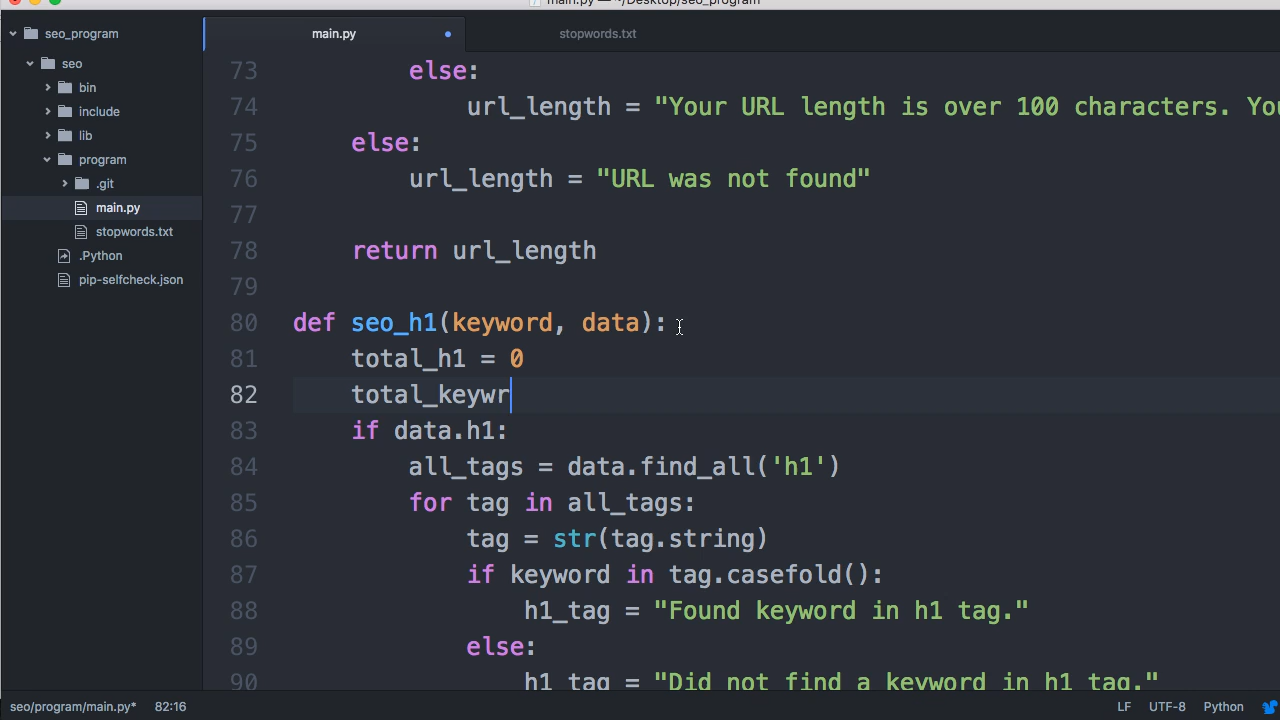 main.py — ~/Desktop/seo_program
seo_program
seo
bin
include
lib
program
.git
main.py
stopwords.txt
.Python
pip-selfcheck.json
main.py
stopwords.txt
73 else:
74 url_length = "Your URL length is over 100 characters. You
75 else:
76 url_length = "URL was not found"
77
78 return url_length
79
80 def seo_h1(keyword, data):
81 total_h1 = 0
82 total_keywr
83 if data.h1:
84 all_tags = data.find_all('h1')
85 for tag in all_tags:
86 tag = str(tag.string)
87 if keyword in tag.casefold():
88 h1_tag = "Found keyword in h1 tag."
89 else:
90 h1_tag = "Did not find a keyword in h1 tag."
seo/program/main.py* 82:16
LF UTF-8 Python